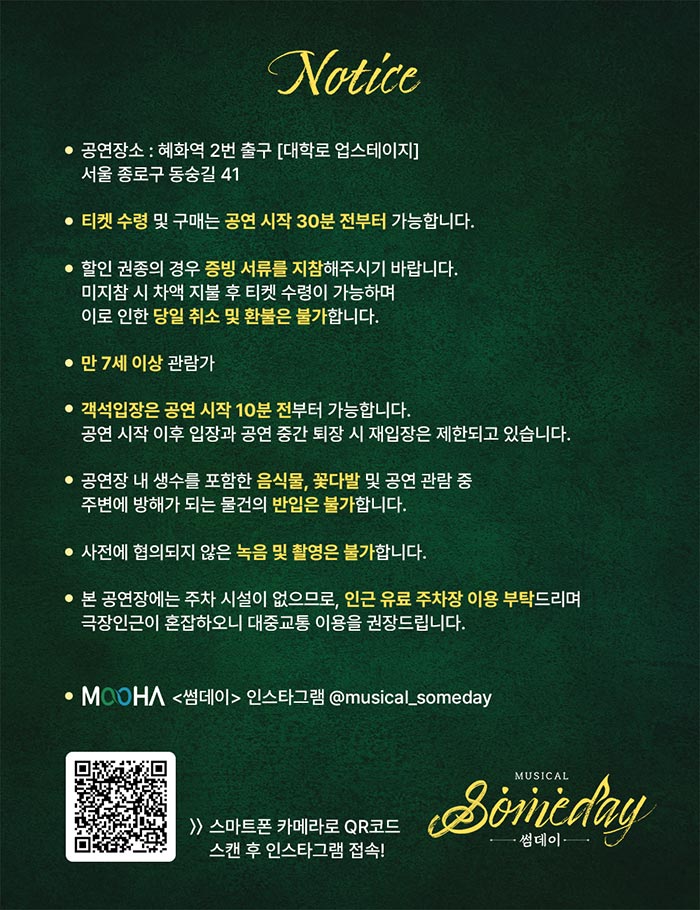 Notice
• 공연장소 : 혜화역 2번 출구 [대학로 업스테이지]
서울 종로구 동숭길 41
• 티켓 수령 및 구매는 공연 시작 30분 전부터 가능합니다.
• 할인 권종의 경우 증빙 서류를 지참해주시기 바랍니다.
미지참 시 차액 지불 후 티켓 수령이 가능하며
이로 인한 당일 취소 및 환불은 불가합니다.
• 만 7세 이상 관람가
• 객석입장은 공연 시작 10분 전부터 가능합니다.
공연 시작 이후 입장과 공연 중간 퇴장 시 재입장은 제한되고 있습니다.
• 공연장 내 생수를 포함한 음식물, 꽃다발 및 공연 관람 중
주변에 방해가 되는 물건의 반입은 불가합니다.
• 사전에 협의되지 않은 녹음 및 촬영은 불가합니다.
• 본 공연장에는 주차 시설이 없으므로, 인근 유료 주차장 이용 부탁드리며
극장인근이 혼잡하오니 대중교통 이용을 권장드립니다.
• MOOHA <썸데이> 인스타그램 @musical_someday
》 스마트폰 카메라로 QR코드
스캔 후 인스타그램 접속!
MUSICAL
Someday
썸데이